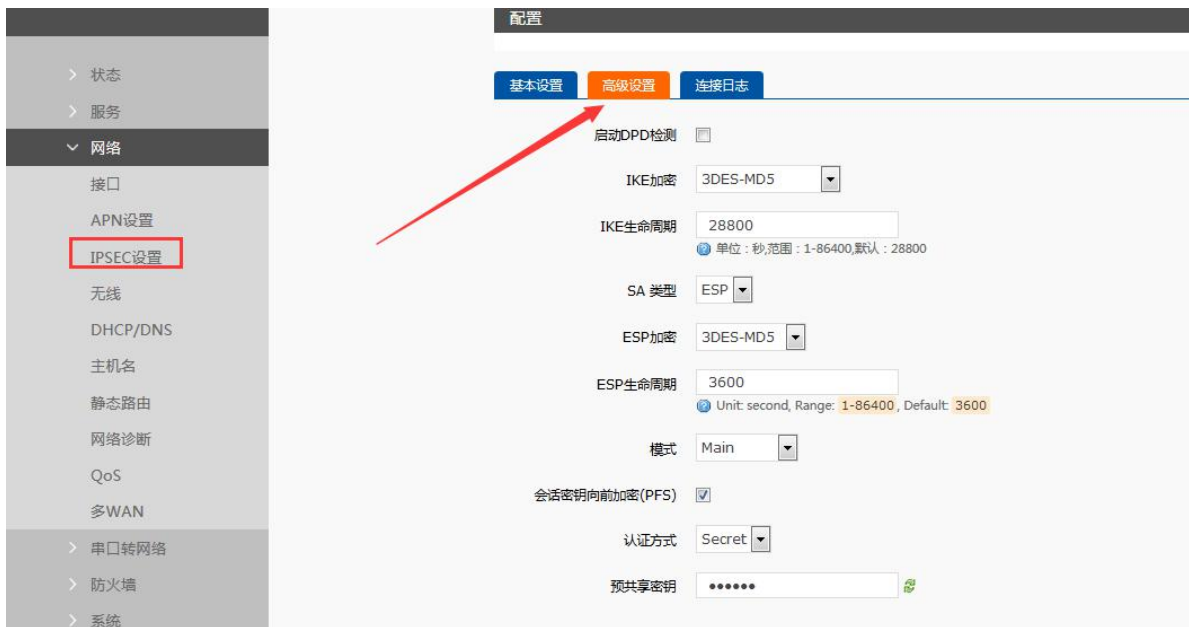 配置
状态
服务
网络
接口
APN设置
IPSEC设置
无线
DHCP/DNS
主机名
静态路由
网络诊断
QoS
多WAN
串口转网络
防火墙
系统
基本设置 高级设置 连接日志
启动DPD检测
IKE加密 3DES-MD5
IKE生命周期 28800
单位：秒,范围：1-86400,默认：28800
SA 类型 ESP
ESP加密 3DES-MD5
ESP生命周期 3600
Unit: second, Range: 1-86400, Default: 3600
模式 Main
会话密钥向前加密(PFS)
认证方式 Secret
预共享密钥 ••••••